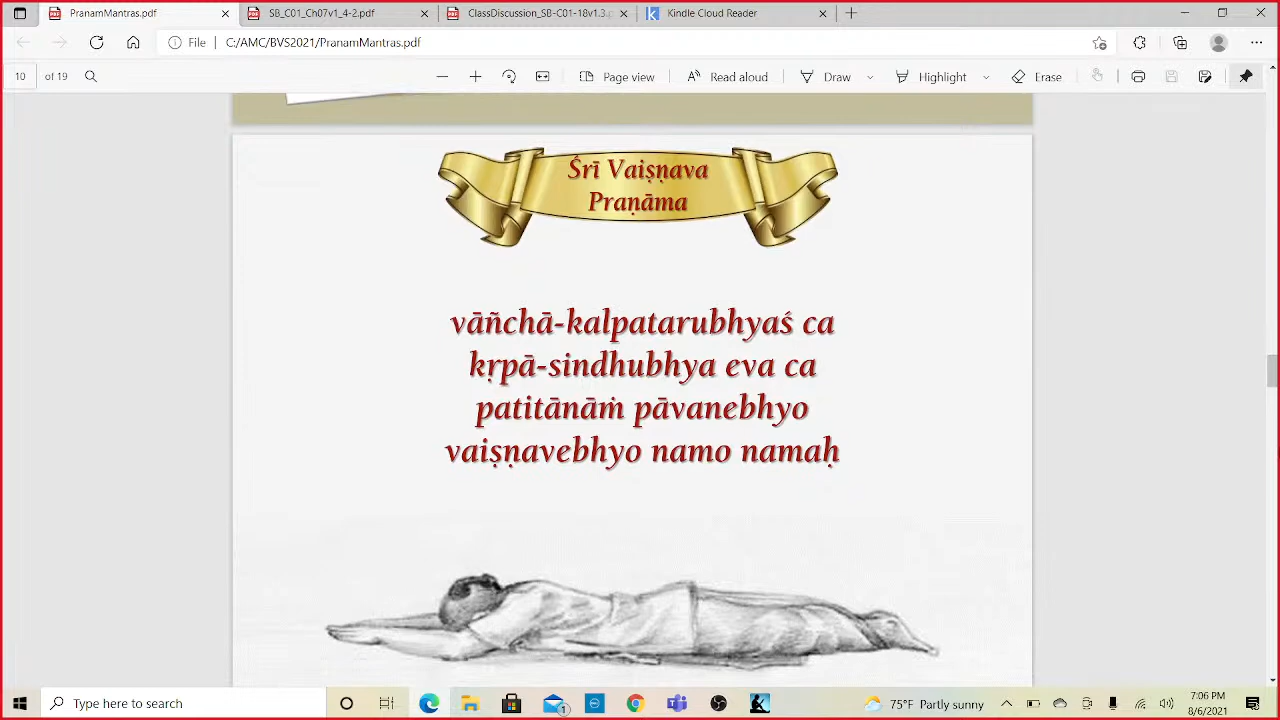 PranamMantras.pdf
SB_C01_Ch07v1_4-2.pdf
ClassDiscussion_SB-C01-18v1.3.p
Kindle Cloud Reader
File C:/AMC/BVS2021/PranamMantras.pdf
10 of 19
Page view
Read aloud
Draw
Highlight
Erase
Śrī Vaiṣṇava
Praṇāma
vāñchā-kalpatarubhyaś ca
kṛpā-sindhubhya eva ca
patitānāṁ pāvanebhyo
vaiṣṇavebhyo namo namaḥ
Type here to search
1
75°F Partly sunny
7:06 PM
8/6/2021